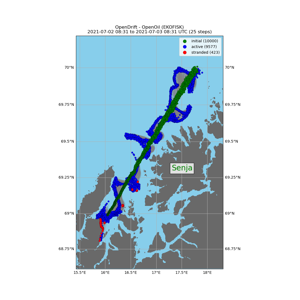 OpenDrift - OpenOil (EKOFISK)
2021-07-02 08:31 to 2021-07-03 08:31 UTC (25 steps)
initial (10000)
active (9577)
stranded (423)
70°N 70°N
69.75°N 69.75°N
69.5°N 69.5°N
Senja
69.25°N 69.25°N
69°N 69°N
68.75°N 68.75°N
15.5°E 16°E 16.5°E 17°E 17.5°E 18°E